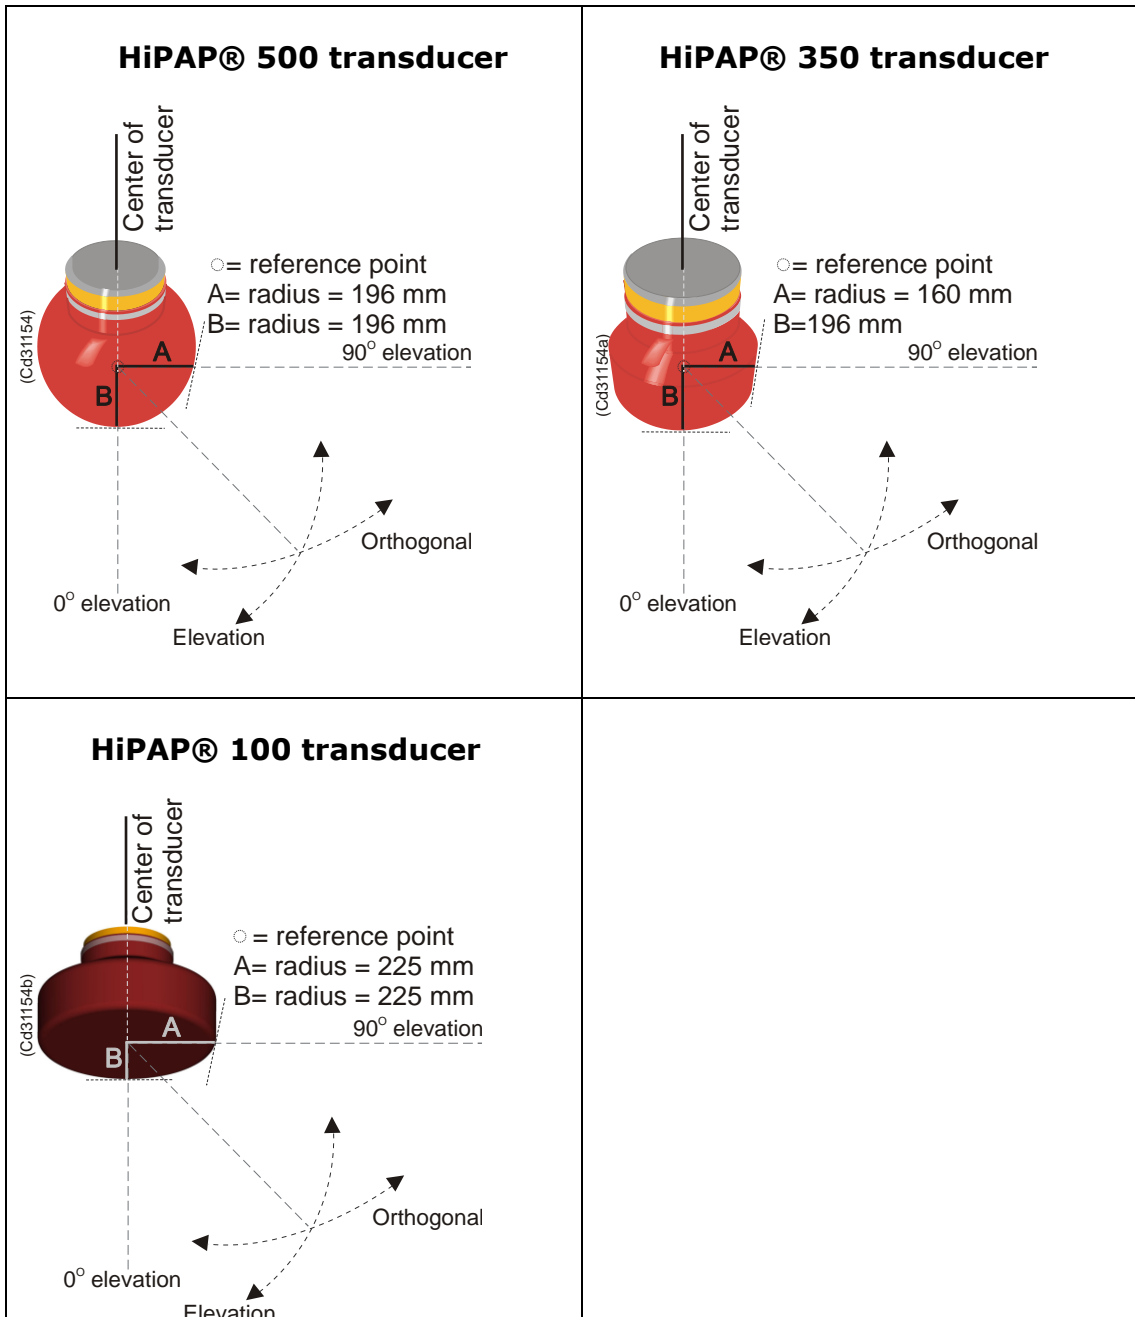 HiPAP® 500 transducer
Center of
transducer
(Cd31154)
= reference point
A= radius = 196 mm
B= radius = 196 mm
90° elevation
A
B
Orthogonal
0° elevation
Elevation
HiPAP® 350 transducer
Center of
transducer
(Cd31154a)
= reference point
A= radius = 160 mm
B=196 mm
90° elevation
A
B
Orthogonal
0° elevation
Elevation
HiPAP® 100 transducer
Center of
transducer
(Cd31154b)
= reference point
A= radius = 225 mm
B= radius = 225 mm
90° elevation
A
B
Orthogonal
0° elevation
Elevation